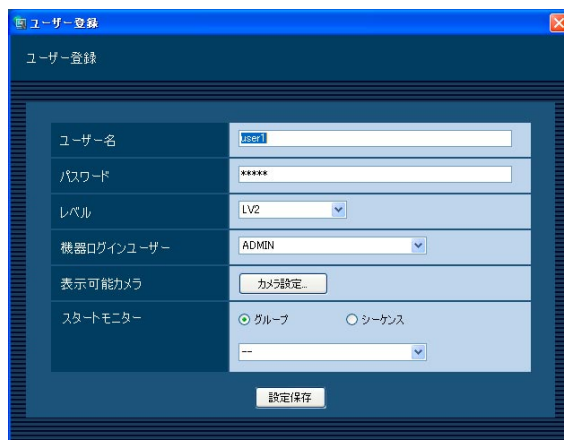 ユーザー登録
ユーザー登録
ユーザー名 user1
パスワード *****
レベル LV2
機器ログインユーザー ADMIN
表示可能カメラ カメラ設定...
スタートモニター グループ シーケンス
--
設定保存